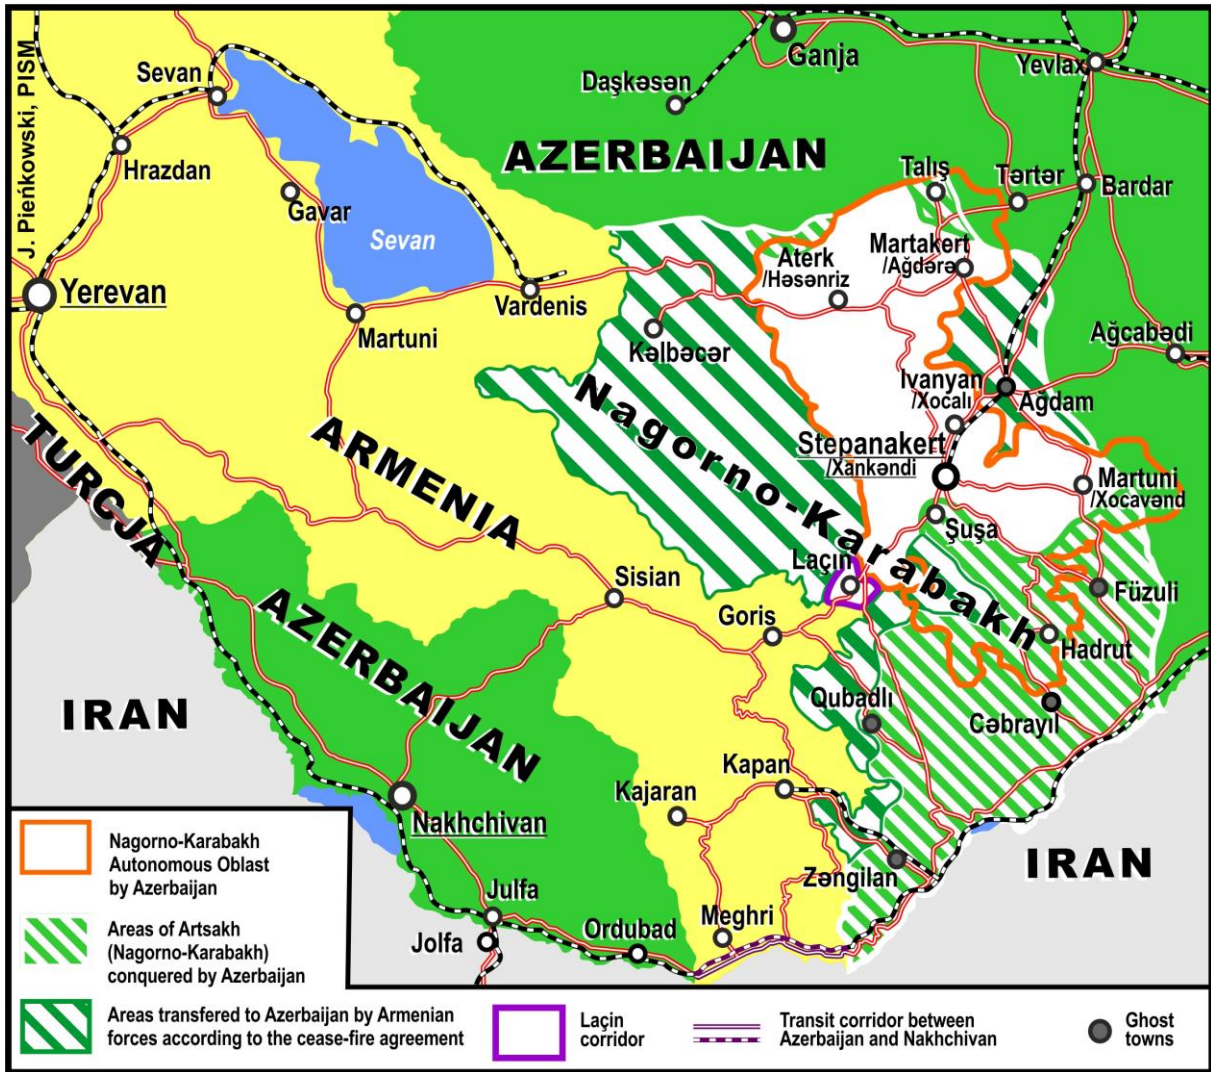 J. Pieńkowski, PISM
Sevan
Hrazdan
Gavar
Sevan
Yerevan
Martuni
Vardenis
Ganja
Daşkəsən
Yevlax
AZERBAIJAN
Talış
Tərtər
Bardar
Martakert
/Ağdərə
Aterk
/Həsənriz
Kəlbəcər
Ağcabədi
Ivanyan
/Xocalı
Ağdam
Nagorno-Karabakh
Stepanakert
/Xankəndi
Martuni
/Xocavənd
Şuşa
TURCJA
ARMENIA
Laçın
Sisian
Goris
Füzuli
Hadrut
AZERBAIJAN
Qubadlı
Cəbrayıl
IRAN
Kapan
Kajaran
Nakhchivan
Zəngilan
IRAN
Julfa
Jolfa
Ordubad
Meghri
Nagorno-Karabakh
Autonomous Oblast
by Azerbaijan
Areas of Artsakh
(Nagorno-Karabakh)
conquered by Azerbaijan
Areas transfered to Azerbaijan by Armenian
forces according to the cease-fire agreement
Laçin
corridor
Transit corridor between
Azerbaijan and Nakhchivan
Ghost
towns